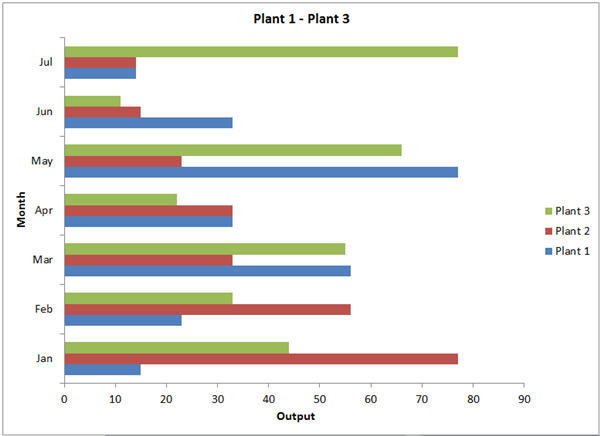 Plant 1 - Plant 3
Jul
Jun
May
Apr
Mar
Feb
Jan
Month
0 10 20 30 40 50 60 70 80 90
Output
Plant 3
Plant 2
Plant 1